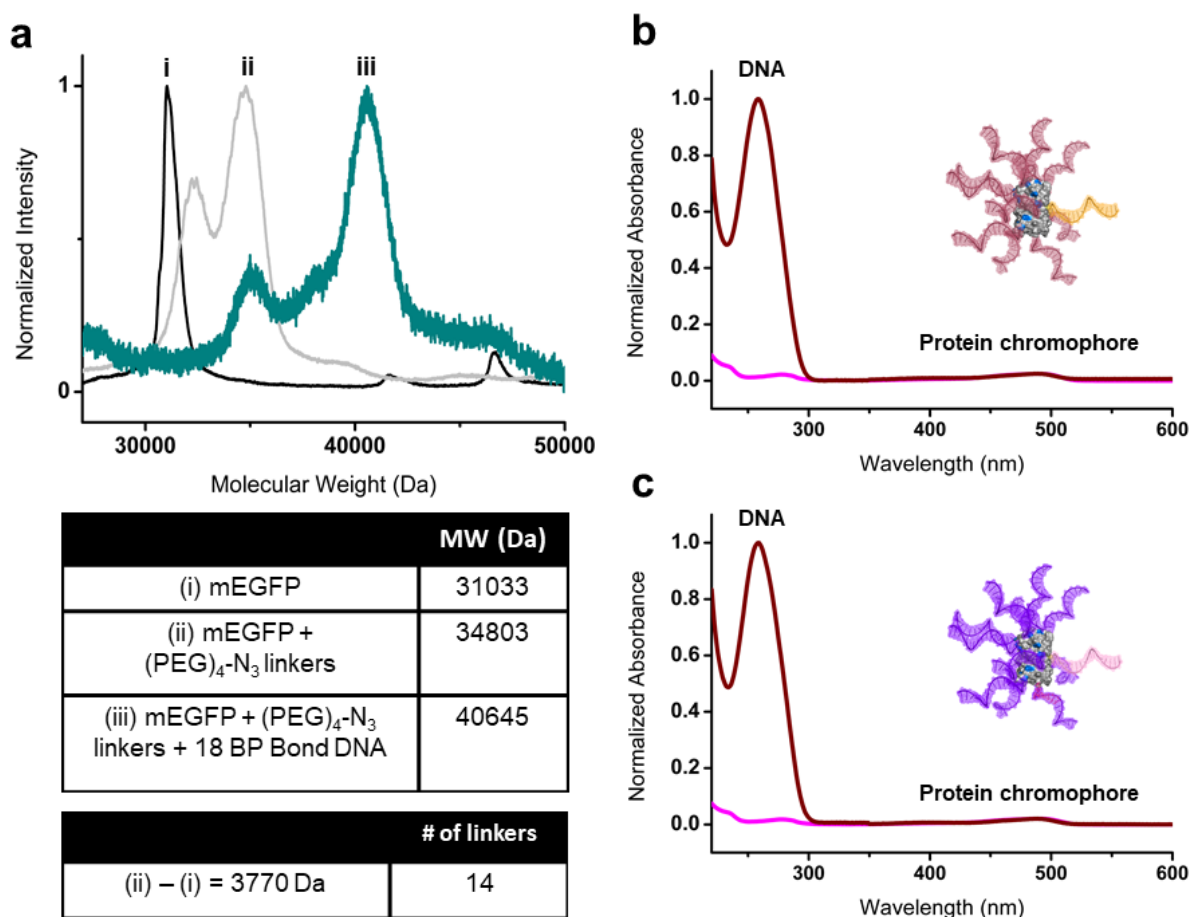 a
i ii iii
1
0
Normalized Intensity
30000 40000 50000
Molecular Weight (Da)
MW (Da)
(i) mEGFP 31033
(ii) mEGFP +
(PEG)₄-N₃ linkers
34803
(iii) mEGFP + (PEG)₄-N₃
linkers + 18 BP Bond DNA
40645
# of linkers
(ii) – (i) = 3770 Da 14
b
DNA
1.0
0.8
0.6
0.4
0.2
0.0
Normalized Absorbance
Protein chromophore
300 400 500 600
Wavelength (nm)
c
DNA
1.0
0.8
0.6
0.4
0.2
0.0
Normalized Absorbance
Protein chromophore
300 400 500 600
Wavelength (nm)